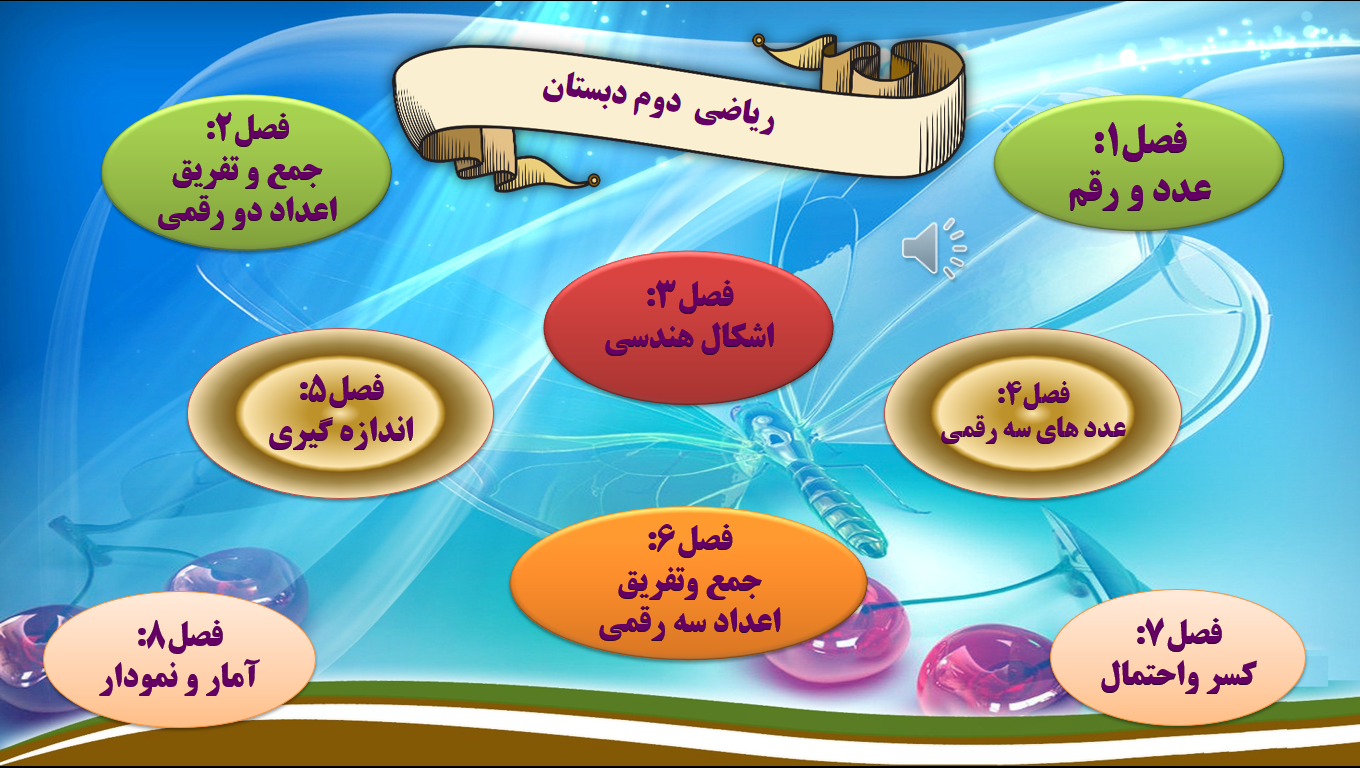 ریاضی دوم دبستان
فصل۱:
عدد و رقم
فصل۲:
جمع و تفریق
اعداد دو رقمی
فصل۳:
اشکال هندسی
فصل۴:
عدد های سه رقمی
فصل۵:
اندازه گیری
فصل۶:
جمع وتفریق
اعداد سه رقمی
فصل۷:
کسر واحتمال
فصل۸:
آمار و نمودار